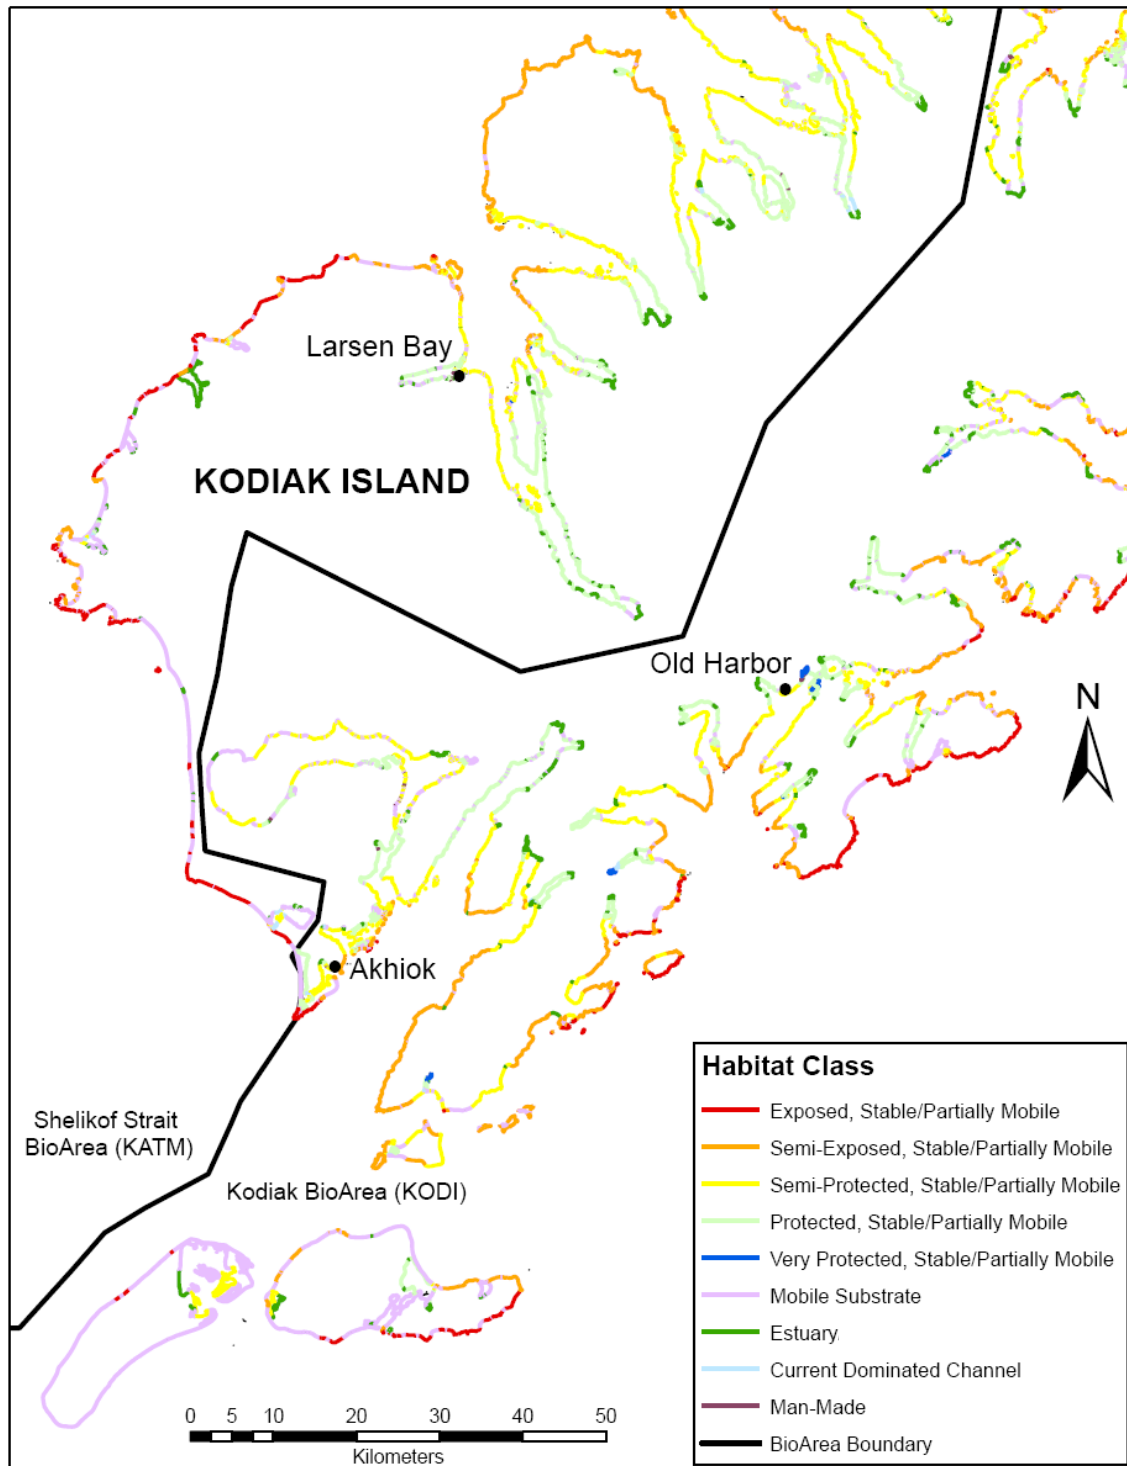 Larsen Bay
KODIAK ISLAND
Old Harbor
N
Akhiok
Shelikof Strait
BioArea (KATM)
Kodiak BioArea (KODI)
Habitat Class
Exposed, Stable/Partially Mobile
Semi-Exposed, Stable/Partially Mobile
Semi-Protected, Stable/Partially Mobile
Protected, Stable/Partially Mobile
Very Protected, Stable/Partially Mobile
Mobile Substrate
Estuary
Current Dominated Channel
Man-Made
BioArea Boundary
0 5 10 20 30 40 50
Kilometers